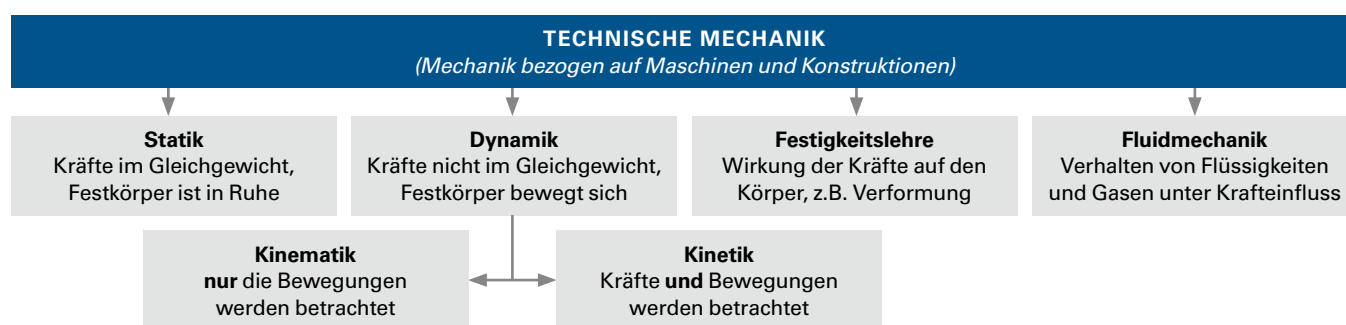 TECHNISCHE MECHANIK
(Mechanik bezogen auf Maschinen und Konstruktionen)
Statik
Kräfte im Gleichgewicht,
Festkörper ist in Ruhe
Dynamik
Kräfte nicht im Gleichgewicht,
Festkörper bewegt sich
Festigkeitslehre
Wirkung der Kräfte auf den
Körper, z.B. Verformung
Fluidmechanik
Verhalten von Flüssigkeiten
und Gasen unter Krafteinfluss
Kinematik
nur die Bewegungen
werden betrachtet
Kinetik
Kräfte und Bewegungen
werden betrachtet